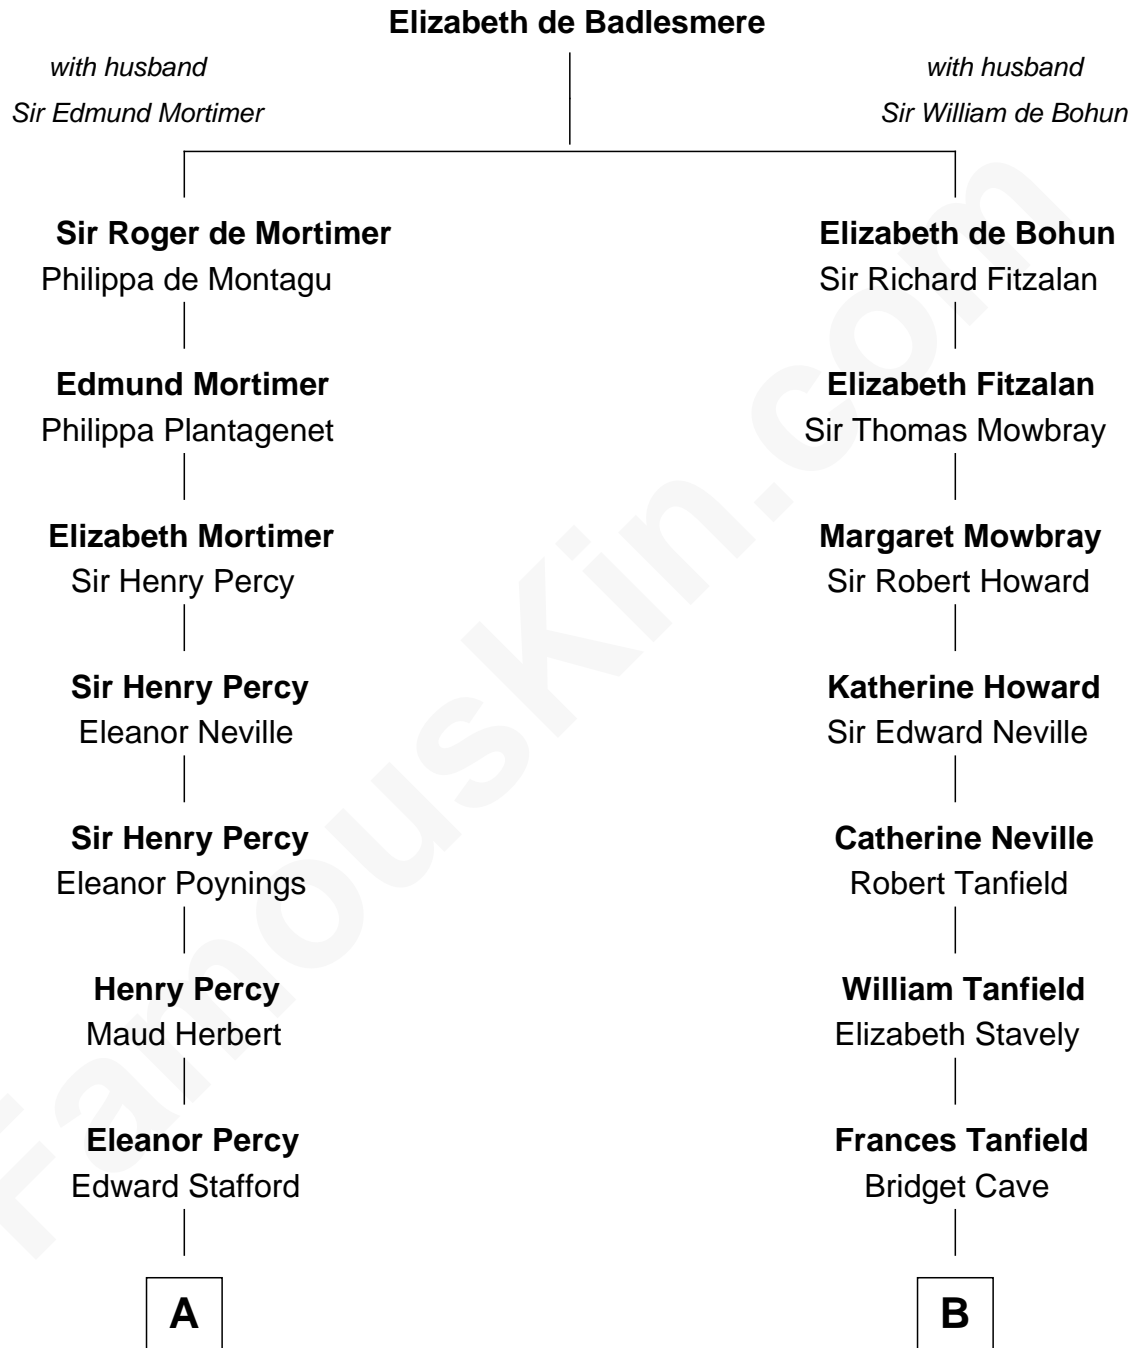 Elizabeth de Badlesmere
with husband
Sir Edmund Mortimer
with husband
Sir William de Bohun
Sir Roger de Mortimer
Philippa de Montagu
Elizabeth de Bohun
Sir Richard Fitzalan
Edmund Mortimer
Philippa Plantagenet
Elizabeth Fitzalan
Sir Thomas Mowbray
Elizabeth Mortimer
Sir Henry Percy
Margaret Mowbray
Sir Robert Howard
Sir Henry Percy
Eleanor Neville
Katherine Howard
Sir Edward Neville
Sir Henry Percy
Eleanor Poynings
Catherine Neville
Robert Tanfield
Henry Percy
Maud Herbert
William Tanfield
Elizabeth Stavely
Eleanor Percy
Edward Stafford
Frances Tanfield
Bridget Cave
A
B
FamousKin.com